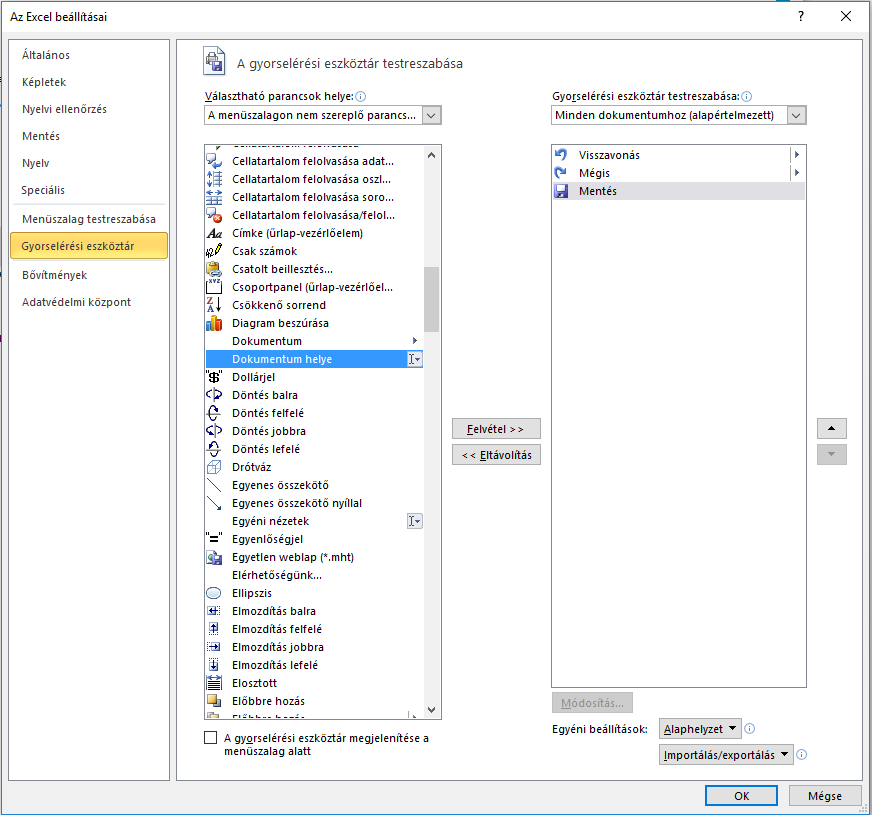 Az Excel beállításai
Általános
Képletek
Nyelvi ellenőrzés
Mentés
Nyelv
Speciális
Menüszalag testreszabása
Gyorselérési eszköztár
Bővítmények
Adatvédelmi központ
A gyorselérési eszköztár testreszabása
Választható parancsok helye:
A menüszalagon nem szereplő parancs...
Cellatartalom felolvasása adat...
Cellatartalom felolvasása oszl...
Cellatartalom felolvasása soro...
Cellatartalom felolvasása/felol...
Címke (űrlap-vezérlőelem)
Csak számok
Csatolt beillesztés...
Csoportpanel (űrlap-vezérlőel...
Csökkenő sorrend
Diagram beszúrása
Dokumentum
Dokumentum helye
Dollárjel
Döntés balra
Döntés felfelé
Döntés jobbra
Döntés lefelé
Drótváz
Egyenes összekötő
Egyenes összekötő nyíllal
Egyéni nézetek
Egyenlőségjel
Egyetlen weblap (*.mht)
Elérhetőségünk...
Ellipszis
Elmozdítás balra
Elmozdítás felfelé
Elmozdítás jobbra
Elmozdítás lefelé
Elosztott
Előbbre hozás
Előbbre hozás
A gyorselérési eszköztár megjelenítése a
menüszalag alatt
Felvétel >>
<< Eltávolítás
Gyorselérési eszköztár testreszabása:
Minden dokumentumhoz (alapértelmezett)
Visszavonás
Mégis
Mentés
Módosítás...
Egyéni beállítások:
Alaphelyzet
Importálás/exportálás
OK
Mégse